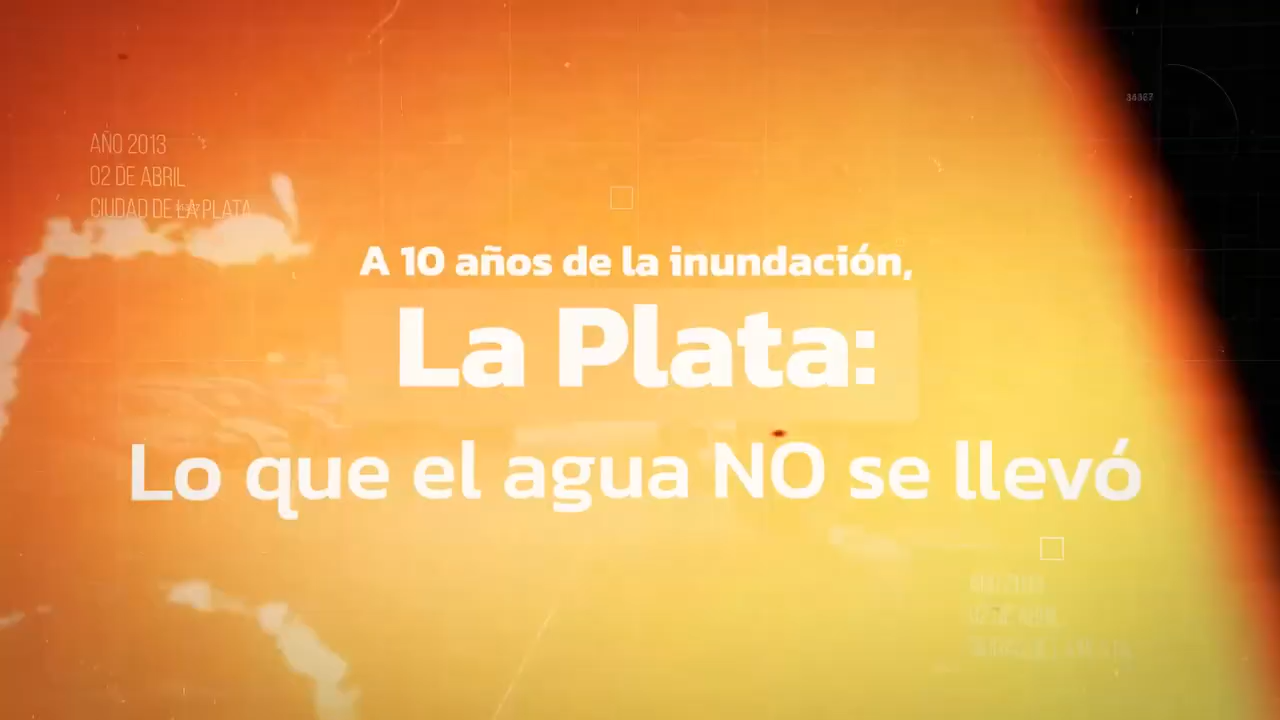 AÑO 2013
02 DE ABRIL
CIUDAD DE LA PLATA
34367
A 10 años de la inundación,
La Plata:
Lo que el agua NO se llevó